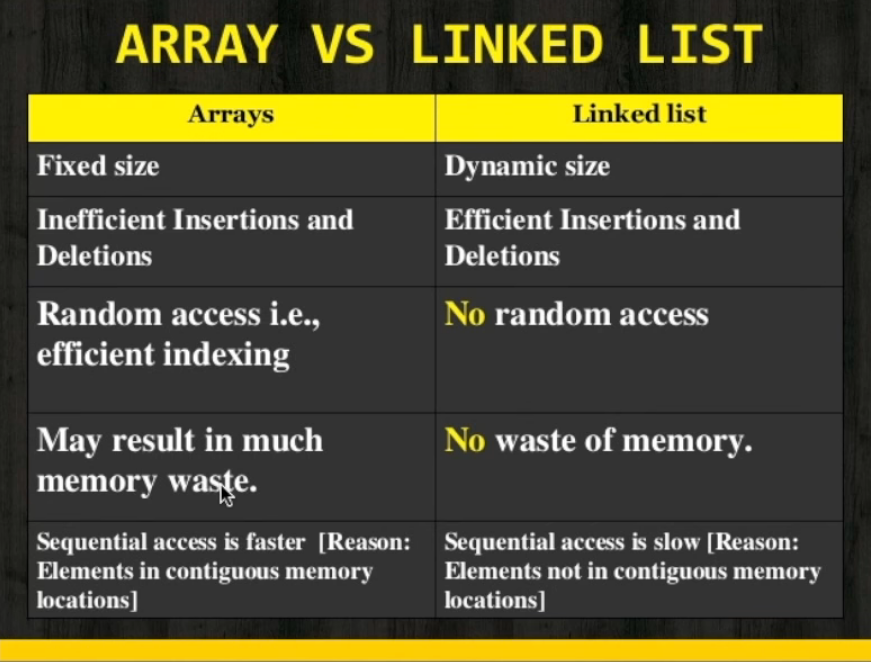 ARRAY VS LINKED LIST
Arrays
Linked list
Fixed size
Dynamic size
Inefficient Insertions and
Deletions
Efficient Insertions and
Deletions
Random access i.e.,
efficient indexing
No random access
May result in much
memory waste.
No waste of memory.
Sequential access is faster [Reason:
Elements in contiguous memory
locations]
Sequential access is slow [Reason:
Elements not in contiguous memory
locations]